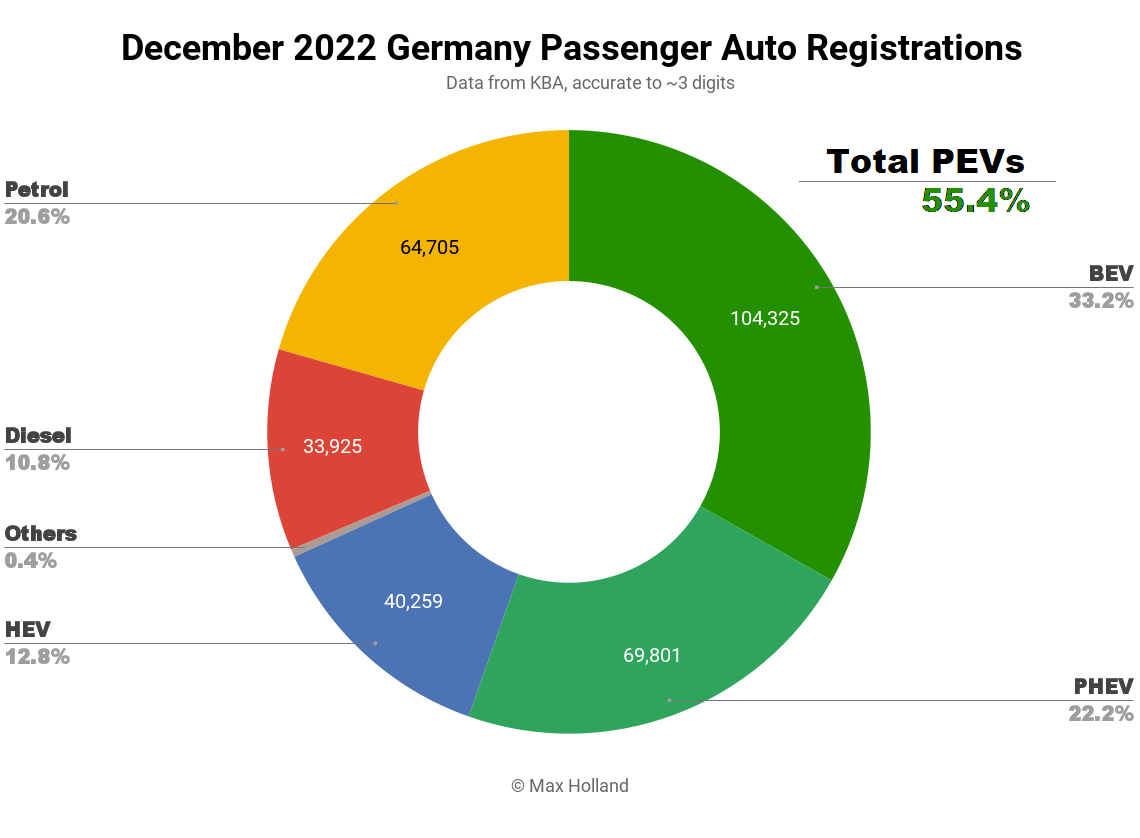 December 2022 Germany Passenger Auto Registrations
Data from KBA, accurate to ~3 digits
Total PEVs
55.4%
Petrol
20.6%
64,705
BEV
33.2%
104,325
Diesel
10.8%
33,925
Others
0.4%
HEV
12.8%
40,259
69,801
PHEV
22.2%
© Max Holland